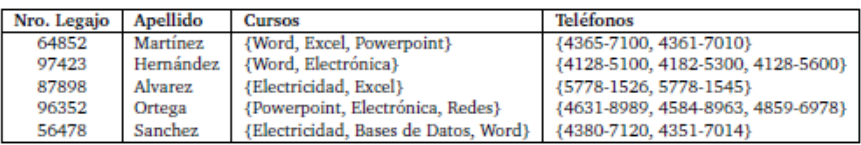 Nro. Legajo Apellido Cursos Teléfonos
64852 Martínez {Word, Excel, Powerpoint} {4365-7100, 4361-7010}
97423 Hernández {Word, Electrónica} {4128-5100, 4182-5300, 4128-5600}
87898 Alvarez {Electricidad, Excel} {5778-1526, 5778-1545}
96352 Ortega {Powerpoint, Electrónica, Redes} {4631-8989, 4584-8963, 4859-6978}
56478 Sanchez {Electricidad, Bases de Datos, Word} {4380-7120, 4351-7014}